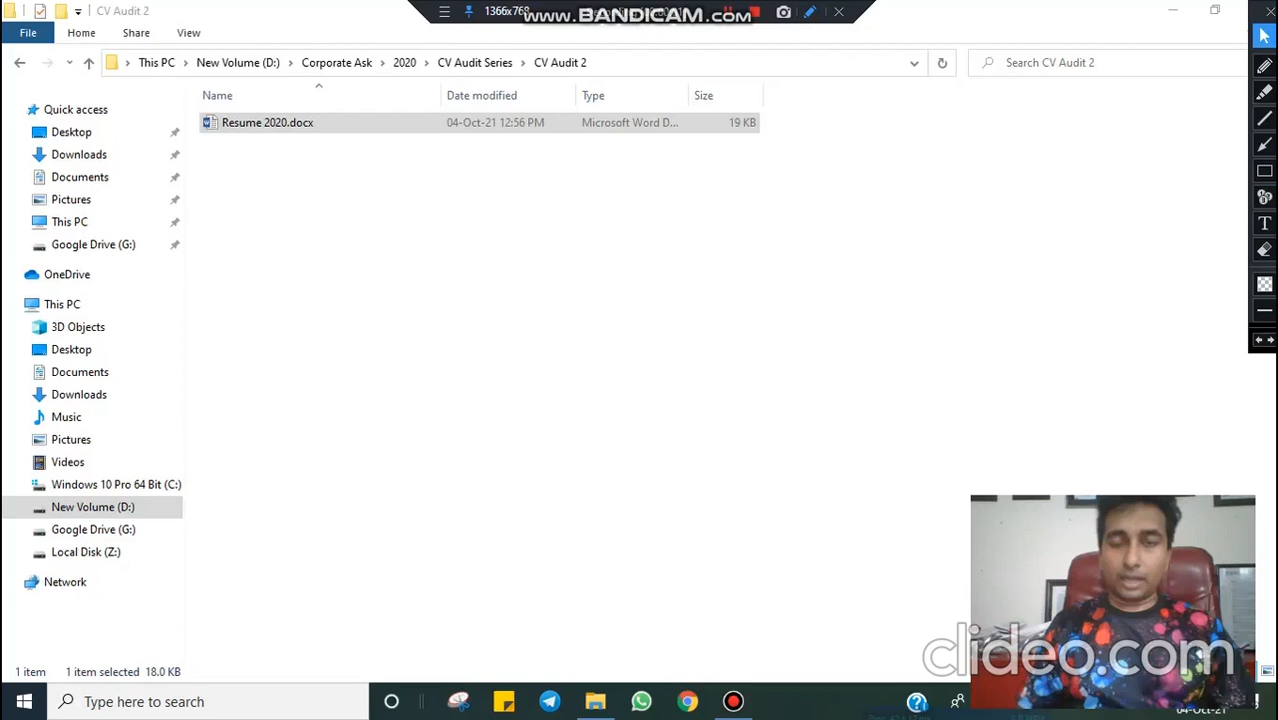 CV Audit 2
1366x768
www.BANDICAM.com
File Home Share View
This PC New Volume (D:) Corporate Ask 2020 CV Audit Series CV Audit 2
Search CV Audit 2
Name Date modified Type Size
Resume 2020.docx 04-Oct-21 12:56 PM Microsoft Word D... 19 KB
Quick access
Desktop
Downloads
Documents
Pictures
This PC
Google Drive (G:)
OneDrive
This PC
3D Objects
Desktop
Documents
Downloads
Music
Pictures
Videos
Windows 10 Pro 64 Bit (C:)
New Volume (D:)
Google Drive (G:)
Local Disk (Z:)
Network
clideo.com
1 item 1 item selected 18.0 KB
Type here to search
04-Oct-21